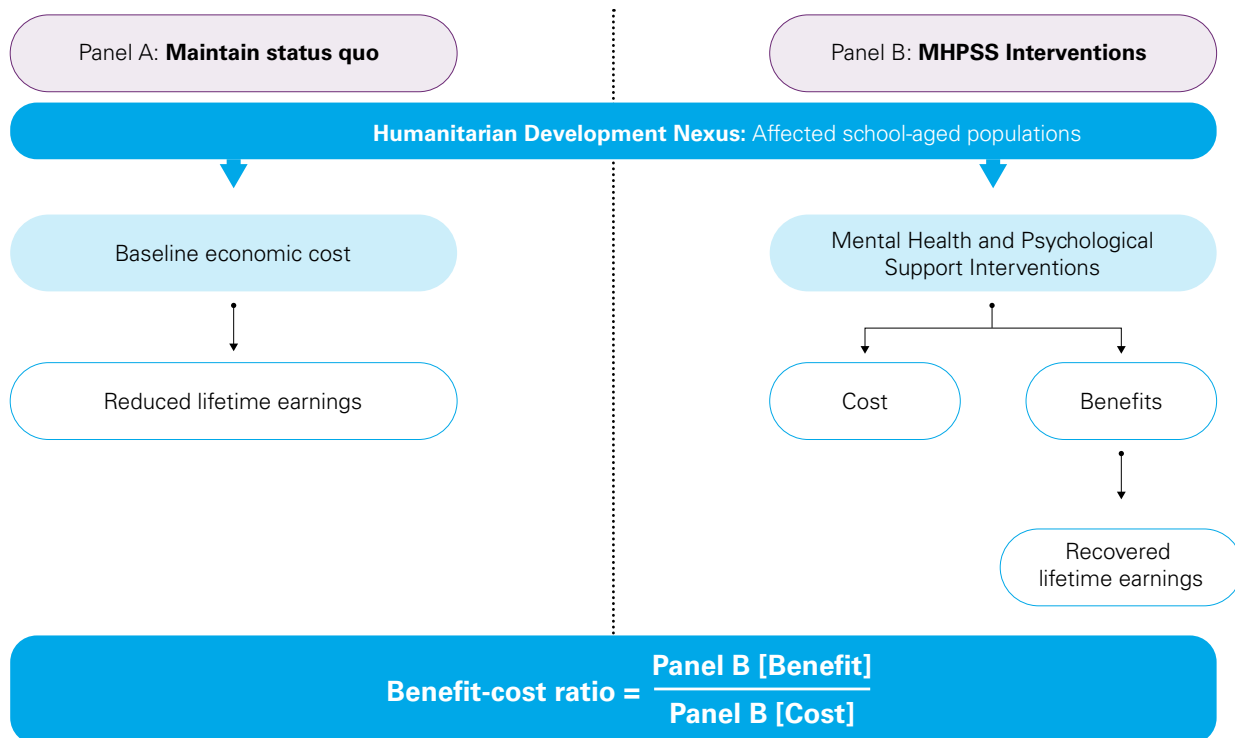 Panel A: Maintain status quo
Panel B: MHPSS Interventions
Humanitarian Development Nexus: Affected school-aged populations
Baseline economic cost
Reduced lifetime earnings
Mental Health and Psychological
Support Interventions
Cost
Benefits
Recovered
lifetime earnings
Benefit-cost ratio =
Panel B [Benefit]
Panel B [Cost]